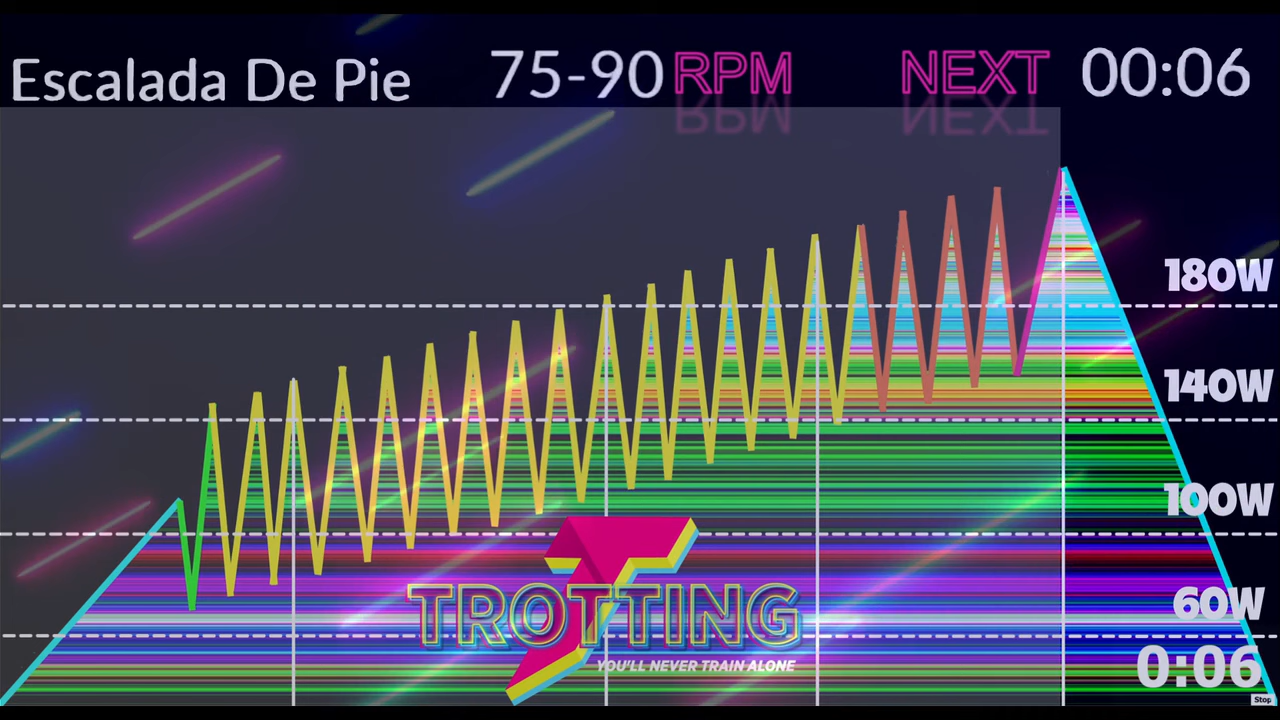 Escalada De Pie 75-90 RPM NEXT 00:06
180W
140W
100W
60W
TROTTING
YOU'LL NEVER TRAIN ALONE
0:06
Stop